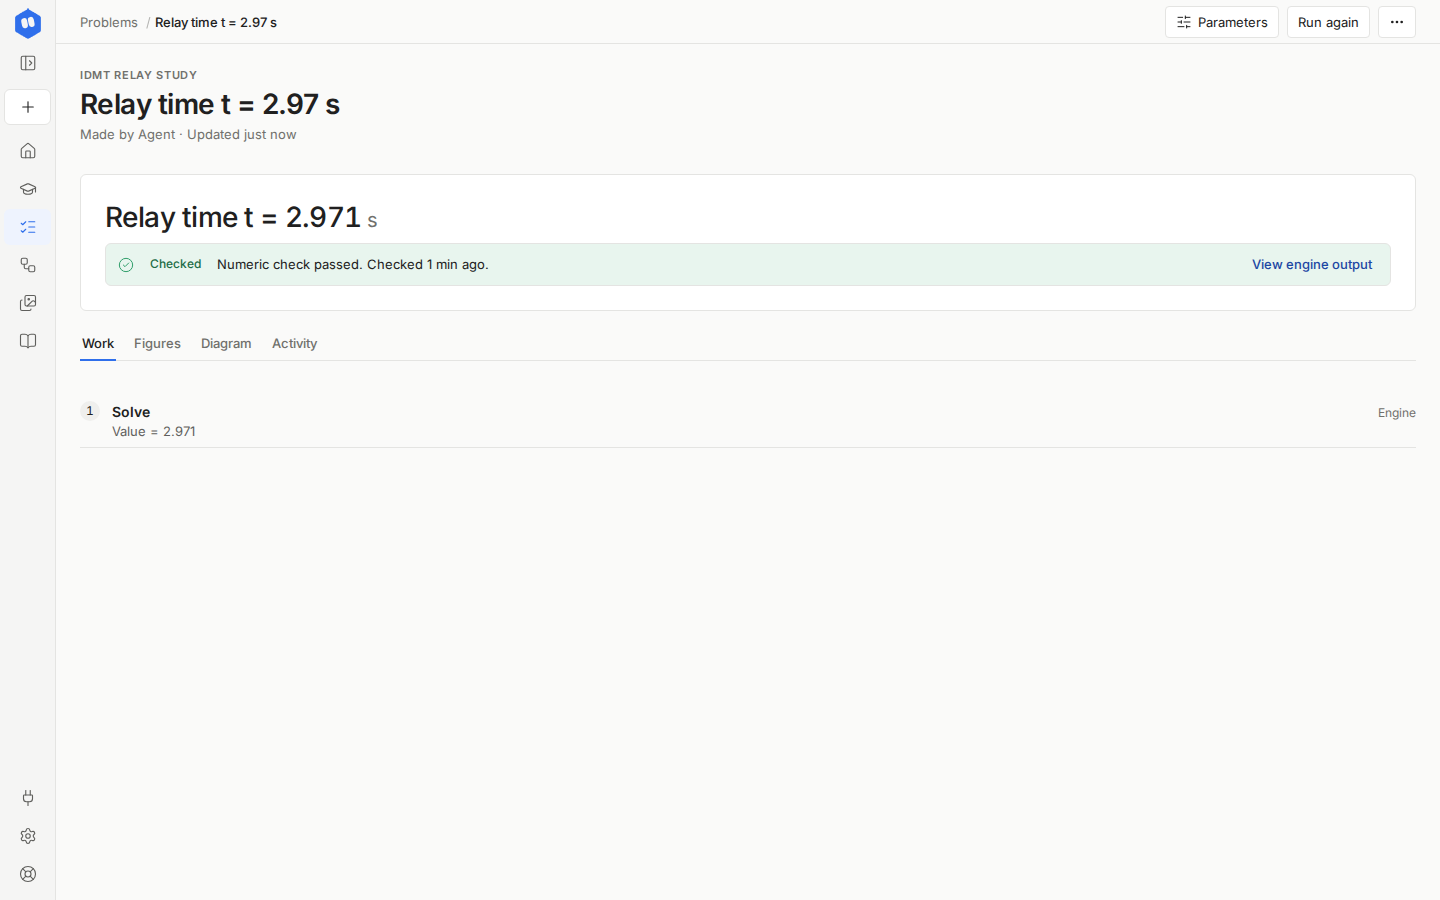 Problems / Relay time t = 2.97 s
Parameters
Run again
IDMT RELAY STUDY
Relay time t = 2.97 s
Made by Agent · Updated just now
Relay time t = 2.971 s
Checked Numeric check passed. Checked 1 min ago.
View engine output
Work Figures Diagram Activity
1 Solve
Engine
Value = 2.971